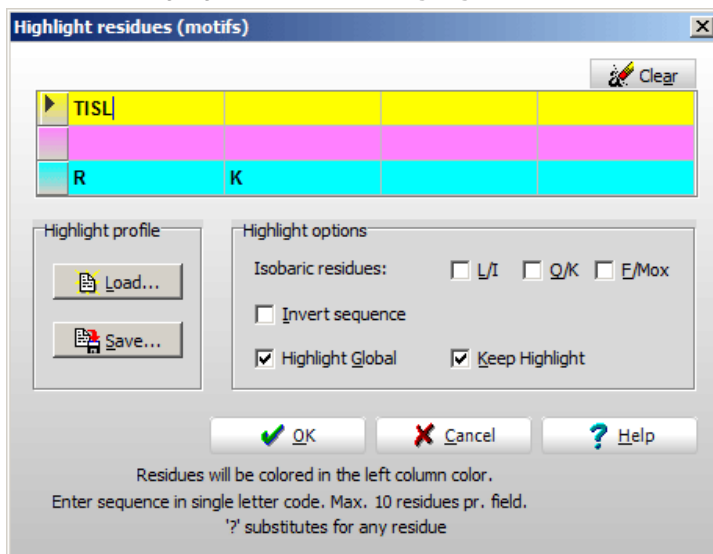 Highlight residues (motifs)
Clear
TISL
R K
Highlight profile
Highlight options
Load...
Isobaric residues: L/I Q/K F/Mox
Invert sequence
Save...
Highlight Global Keep Highlight
OK Cancel Help
Residues will be colored in the left column color.
Enter sequence in single letter code. Max. 10 residues pr. field.
'?' substitutes for any residue